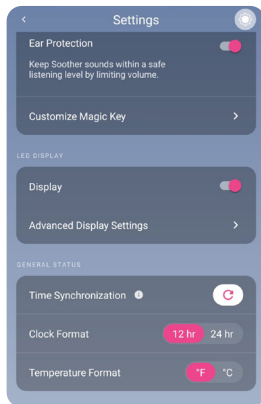 Settings
Ear Protection
Keep Soother sounds within a safe
listening level by limiting volume.
Customize Magic Key
LED DISPLAY
Display
Advanced Display Settings
GENERAL STATUS
Time Synchronization
Clock Format 12 hr 24 hr
Temperature Format °F °C